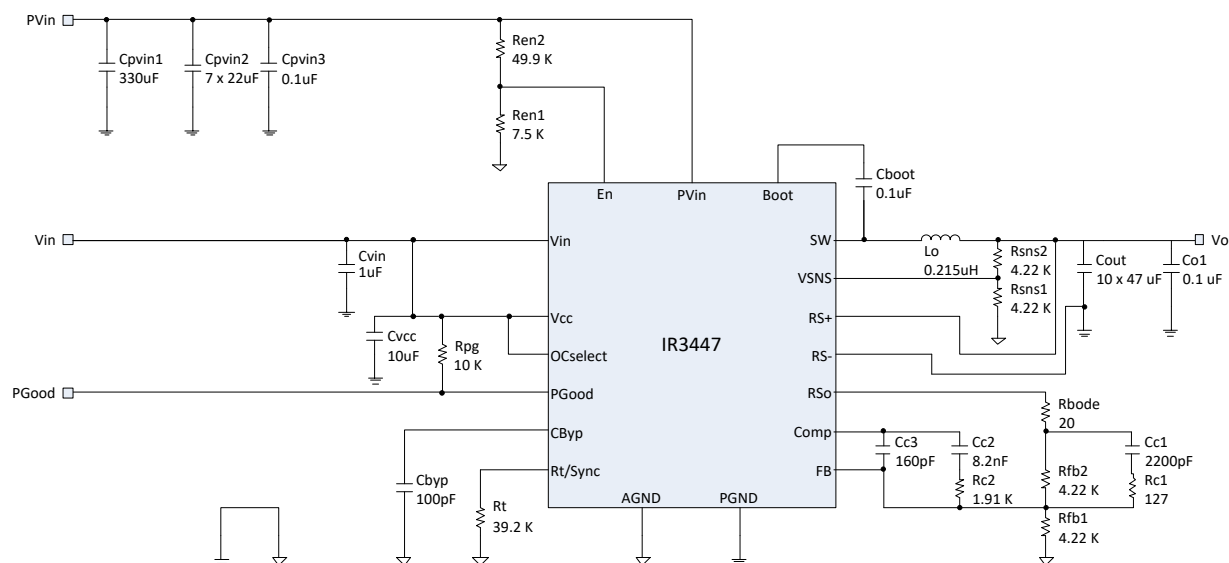 PVin
Cpvin1
330uF
Cpvin2
7 x 22uF
Cpvin3
0.1uF
Ren2
49.9 K
Ren1
7.5 K
Cboot
0.1uF
En
PVin
Boot
Vin
Cvin
1uF
Vin
SW
Lo
0.215uH
Rsns2
4.22 K
Rsns1
4.22 K
Cout
10 x 47 uF
Co1
0.1 uF
Vo
VSNS
Cvcc
10uF
Rpg
10 K
Vcc
OCselect
IR3447
RS+
RS-
PGood
PGood
RSo
Rbode
20
CByp
Cbyp
100pF
Rt/Sync
Rt
39.2 K
Comp
FB
Cc3
160pF
Cc2
8.2nF
Rc2
1.91 K
Rfb2
4.22 K
Cc1
2200pF
Rc1
127
Rfb1
4.22 K
AGND
PGND